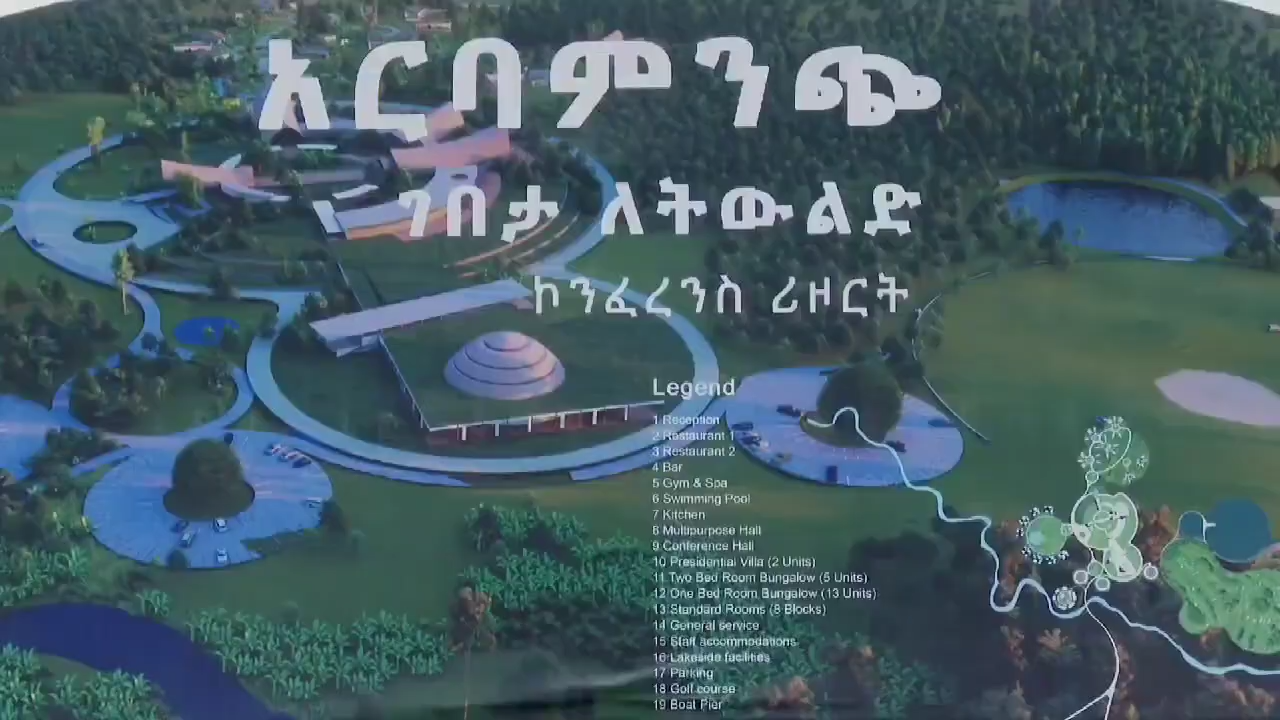 አርባምንጭ
ገበታ ለትውልድ
ኮንፈረንስ ሪዞርት
Legend
1 Reception
2 Restaurant 1
3 Restaurant 2
4 Bar
5 Gym & Spa
6 Swimming Pool
7 Kitchen
8 Multipurpose Hall
9 Conference Hall
10 Presidential Villa (2 Units)
11 Two Bed Room Bungalow (5 Units)
12 One Bed Room Bungalow (13 Units)
13 Standard Rooms (8 Blocks)
14 General service
15 Staff accommodations
16 Lakeside facilities
17 Parking
18 Golf course
19 Boat Pier